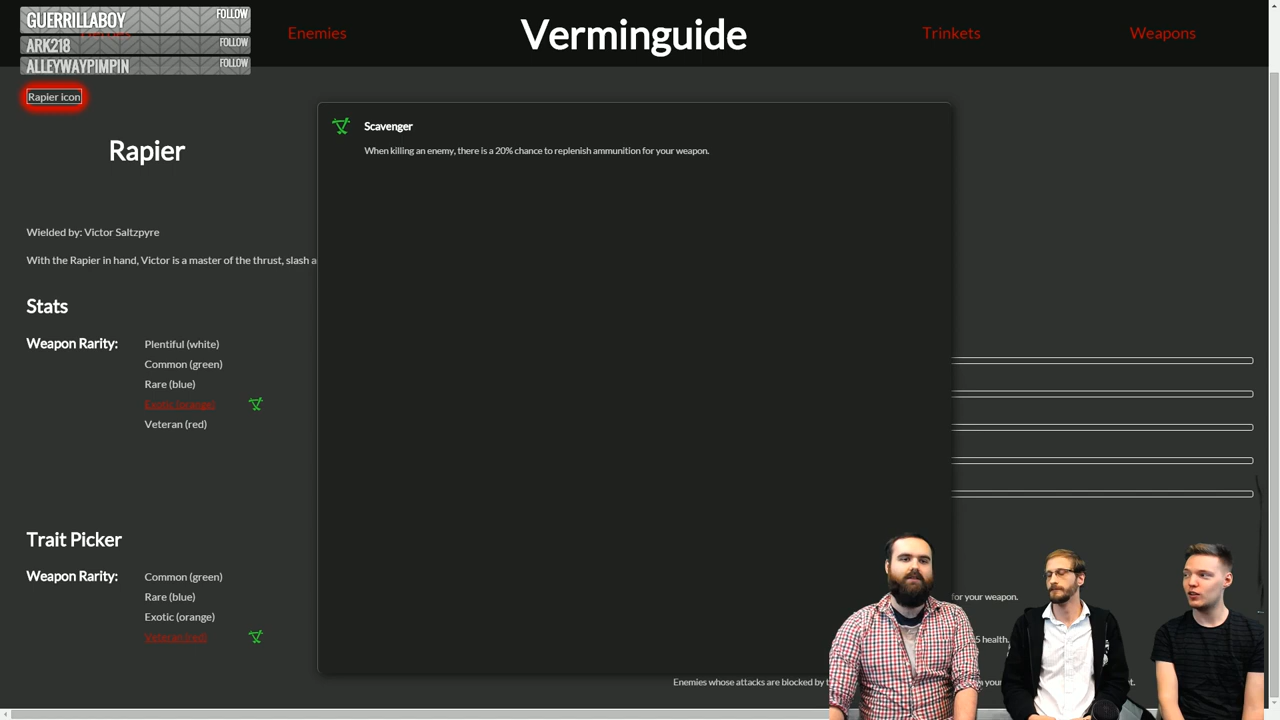 GUERRILLABOY FOLLOW
ARK218 FOLLOW
ALLEYWAYPIMPIN FOLLOW
Enemies
Verminguide
Trinkets
Weapons
Rapier icon
Rapier
Wielded by: Victor Saltzpyre
With the Rapier in hand, Victor is a master of the thrust, slash a
Stats
Weapon Rarity:
Plentiful (white)
Common (green)
Rare (blue)
Exotic (orange)
Veteran (red)
Trait Picker
Weapon Rarity:
Common (green)
Rare (blue)
Exotic (orange)
Veteran (red)
Scavenger
When killing an enemy, there is a 20% chance to replenish ammunition for your weapon.
for your weapon.
5 health.
Enemies whose attacks are blocked by